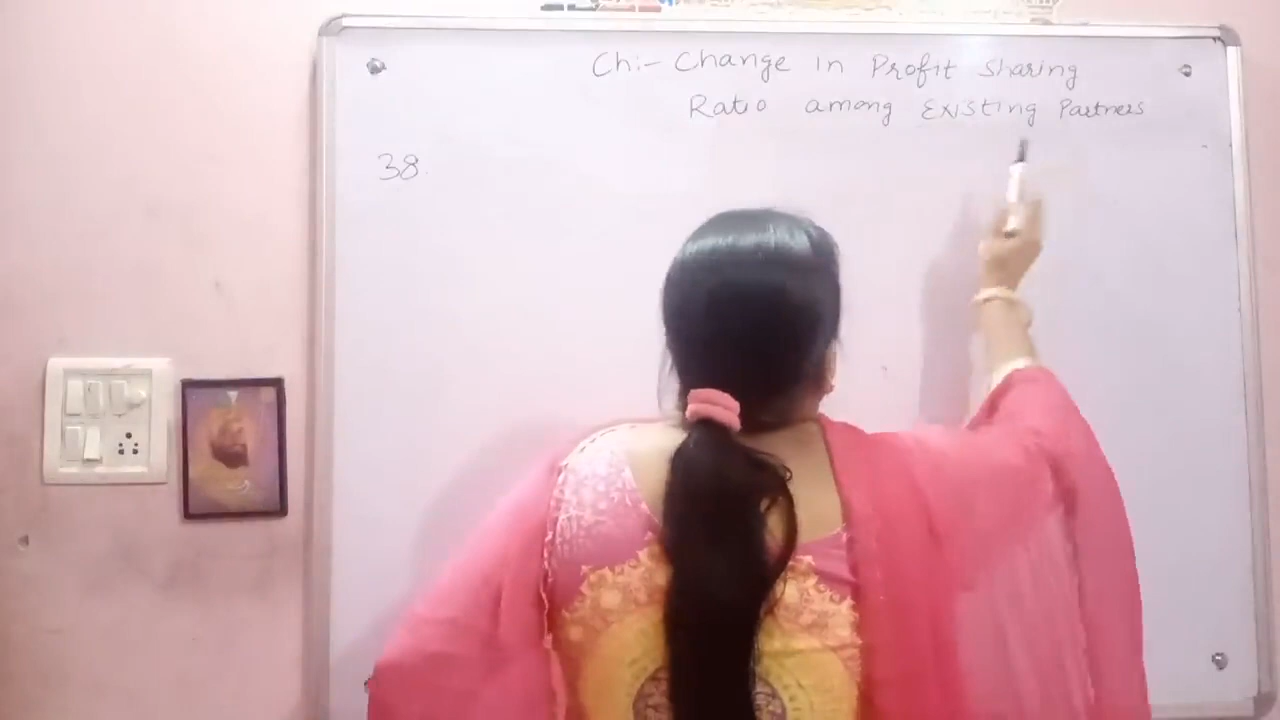 Ch:- Change in Profit Sharing
Ratio among Existing Partners
38.